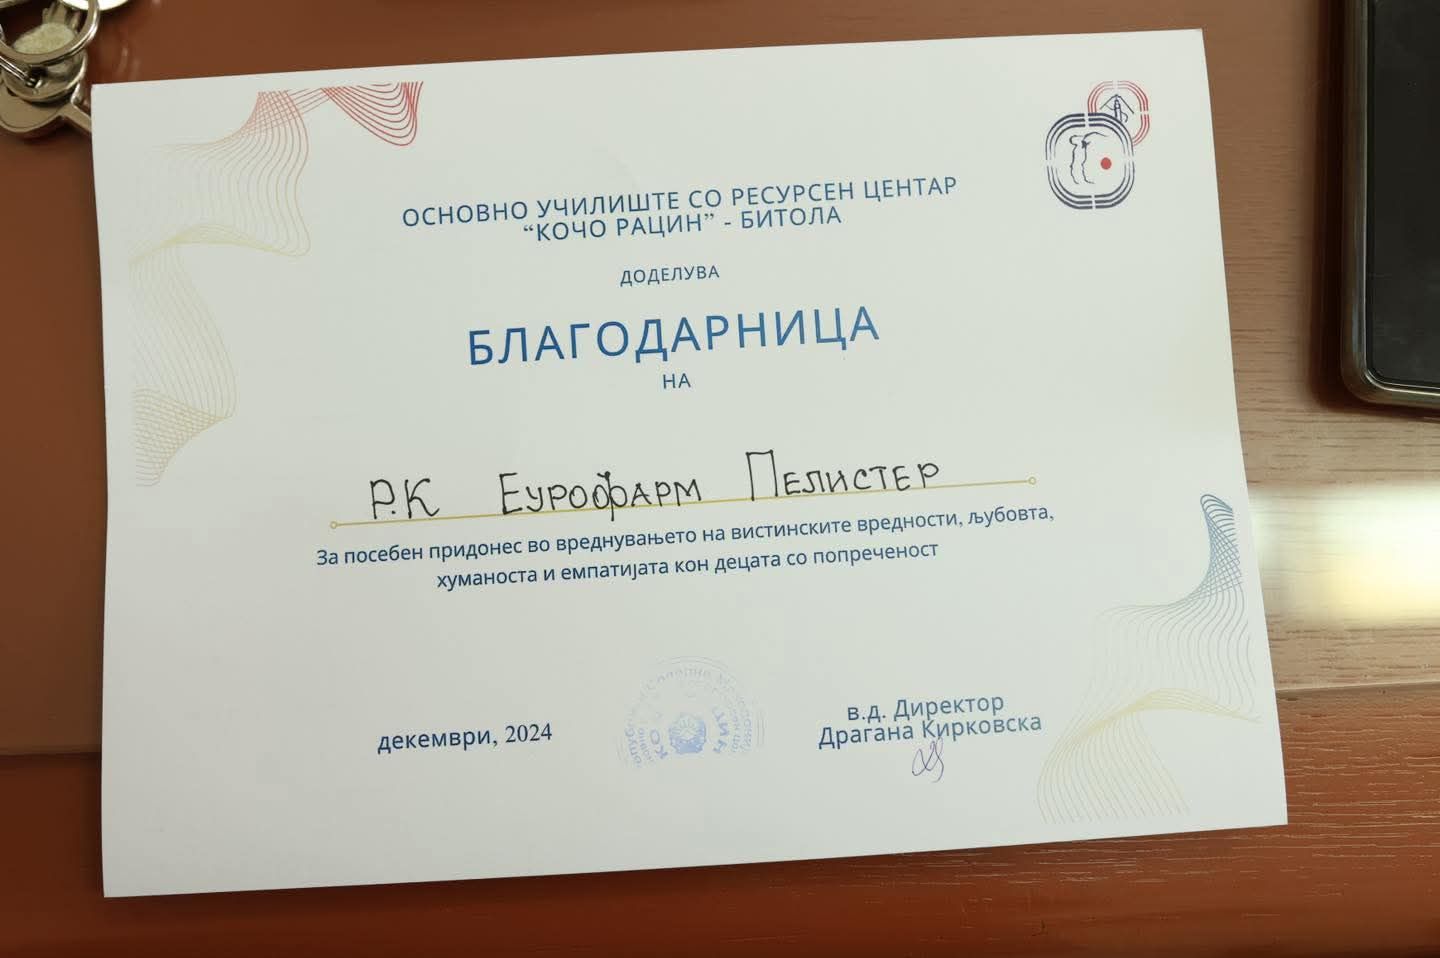 ОСНОВНО УЧИЛИШТЕ СО РЕСУРСЕН ЦЕНТАР
“КОЧО РАЦИН” - БИТОЛА
ДОДЕЛУВА
БЛАГОДАРНИЦА
НА
Р.К ЕУРОФАРМ ПЕЛИСТЕР
За посебен придонес во вреднувањето на вистинските вредности, љубовта,
хуманоста и емпатијата кон децата со попреченост
декември, 2024
в.д. Директор
Драгана Кирковска